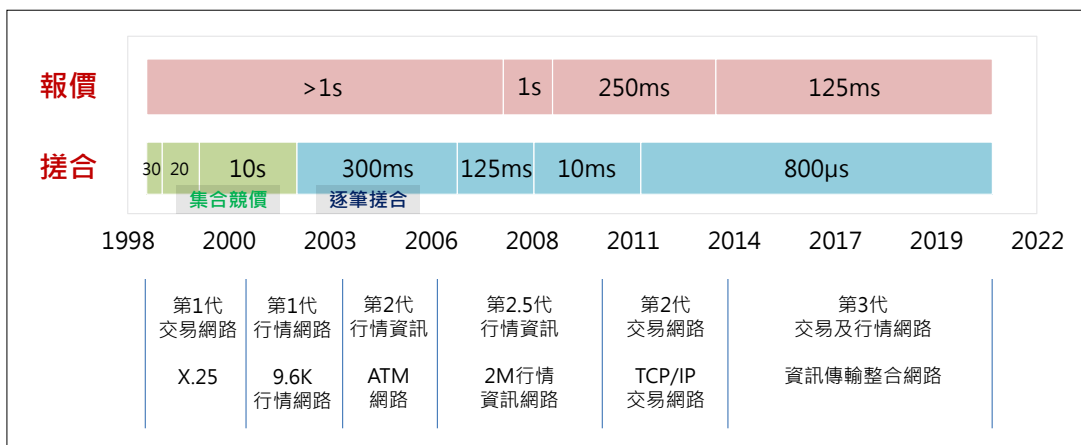 報價
>1s
1s
250ms
125ms
搓合
30
20
10s
300ms
125ms
10ms
800μs
集合競價
逐筆搓合
1998
2000
2003
2006
2008
2011
2014
2017
2019
2022
第1代
交易網路
X.25
第1代
行情網路
9.6K
行情網路
第2代
行情資訊
ATM
網路
第2.5代
行情資訊
2M行情
資訊網路
第2代
交易網路
TCP/IP
交易網路
第3代
交易及行情網路
資訊傳輸整合網路